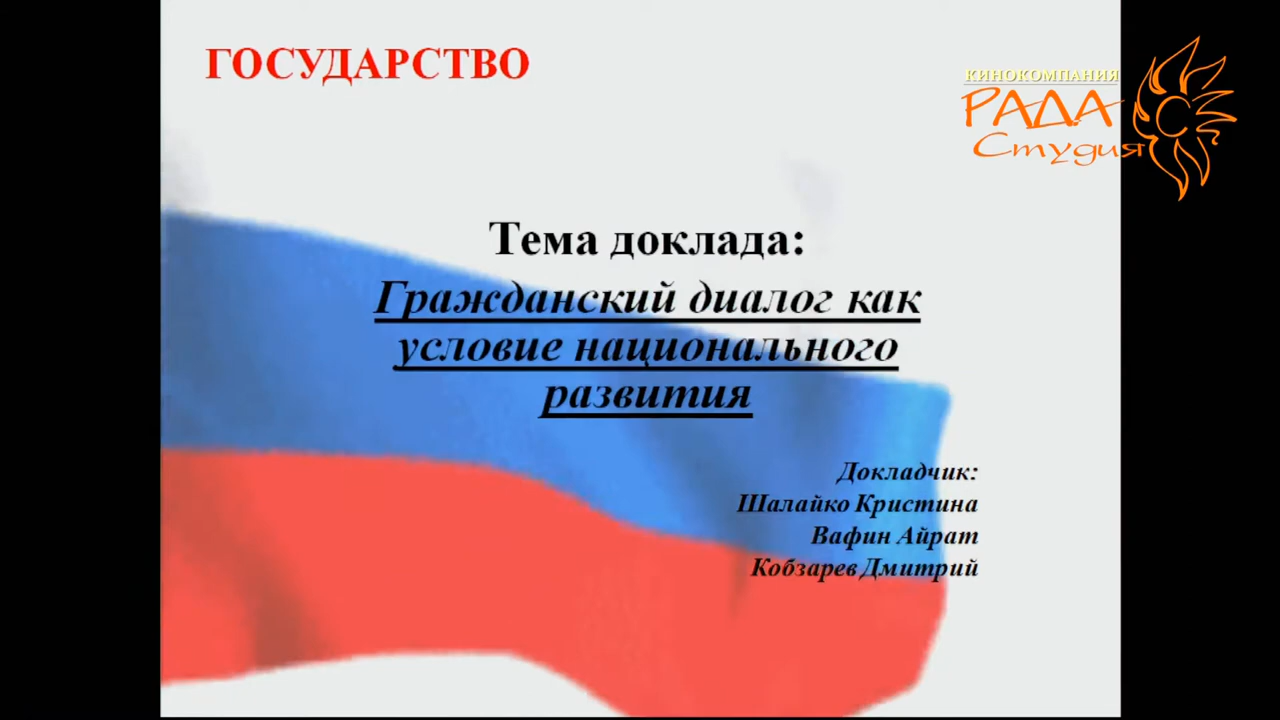 ГОСУДАРСТВО
КИНОКОМПАНИЯ
РАДА
Студия
С
Тема доклада:
Гражданский диалог как
условие национального
развития
Докладчик:
Шалайко Кристина
Вафин Айрат
Кобзарев Дмитрий